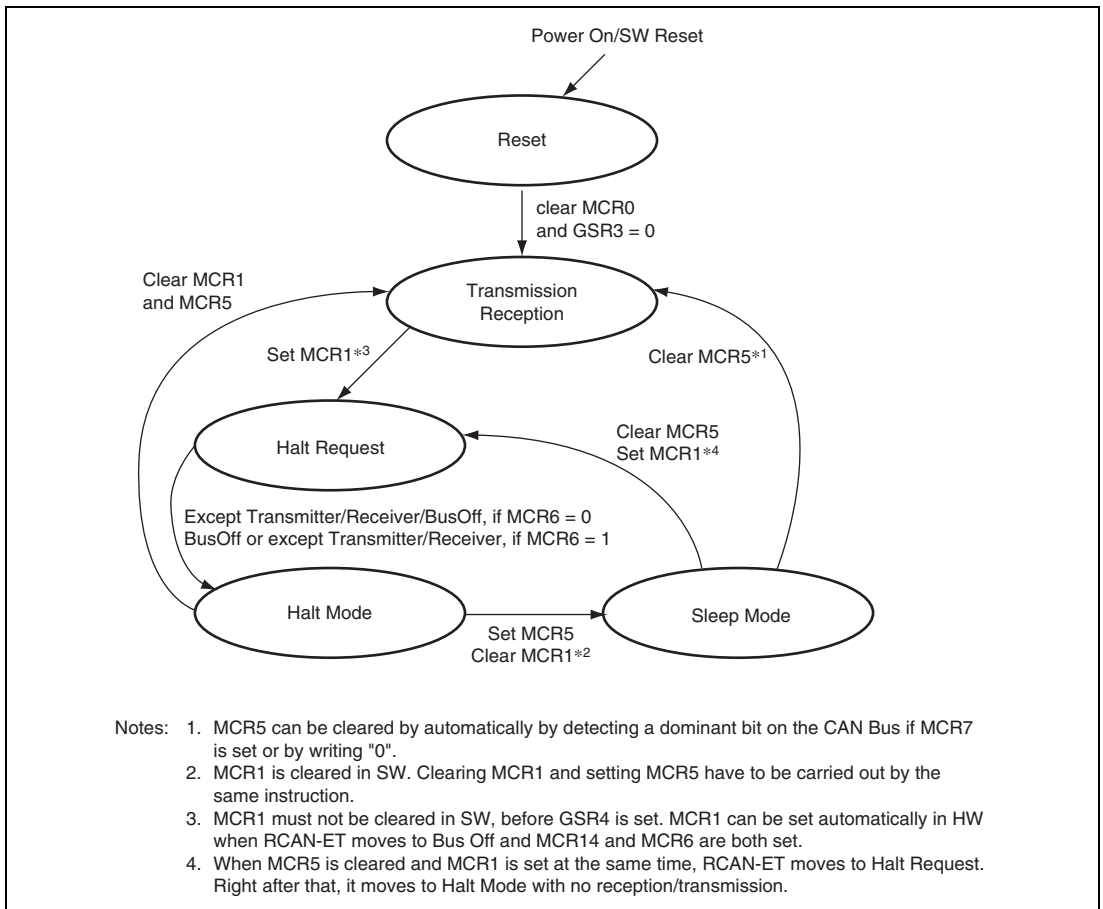 Power On/SW Reset
Reset
clear MCR0
and GSR3 = 0
Clear MCR1
and MCR5
Transmission
Reception
Set MCR1*3
Clear MCR5*1
Halt Request
Clear MCR5
Set MCR1*4
Except Transmitter/Receiver/BusOff, if MCR6 = 0
BusOff or except Transmitter/Receiver, if MCR6 = 1
Halt Mode
Sleep Mode
Set MCR5
Clear MCR1*2
Notes: 1. MCR5 can be cleared by automatically by detecting a dominant bit on the CAN Bus if MCR7
is set or by writing "0".
2. MCR1 is cleared in SW. Clearing MCR1 and setting MCR5 have to be carried out by the
same instruction.
3. MCR1 must not be cleared in SW, before GSR4 is set. MCR1 can be set automatically in HW
when RCAN-ET moves to Bus Off and MCR14 and MCR6 are both set.
4. When MCR5 is cleared and MCR1 is set at the same time, RCAN-ET moves to Halt Request.
Right after that, it moves to Halt Mode with no reception/transmission.